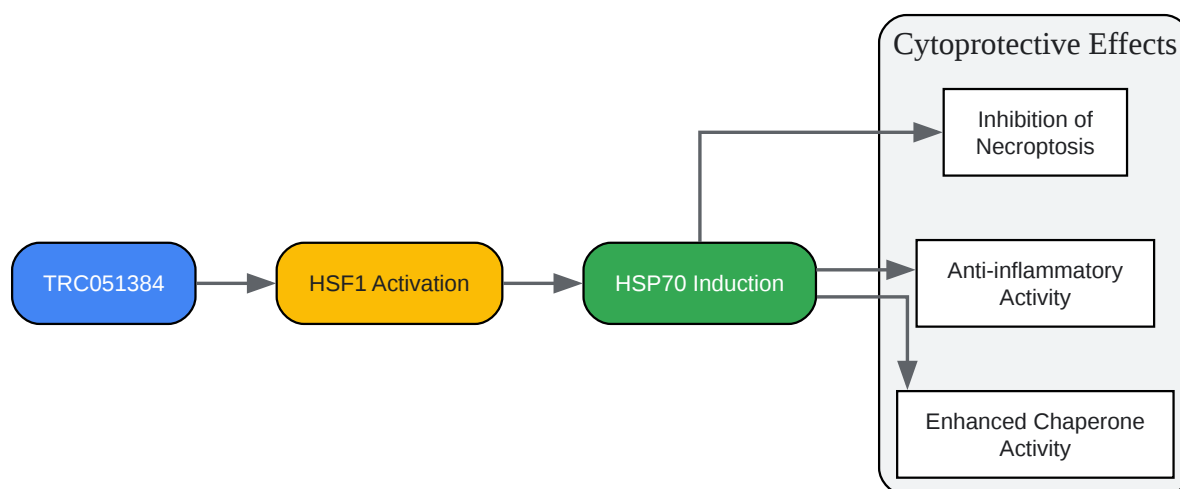 Cytoprotective Effects
Inhibition of
Necroptosis
TRC051384
HSF1 Activation
HSP70 Induction
Anti-inflammatory
Activity
Enhanced Chaperone
Activity